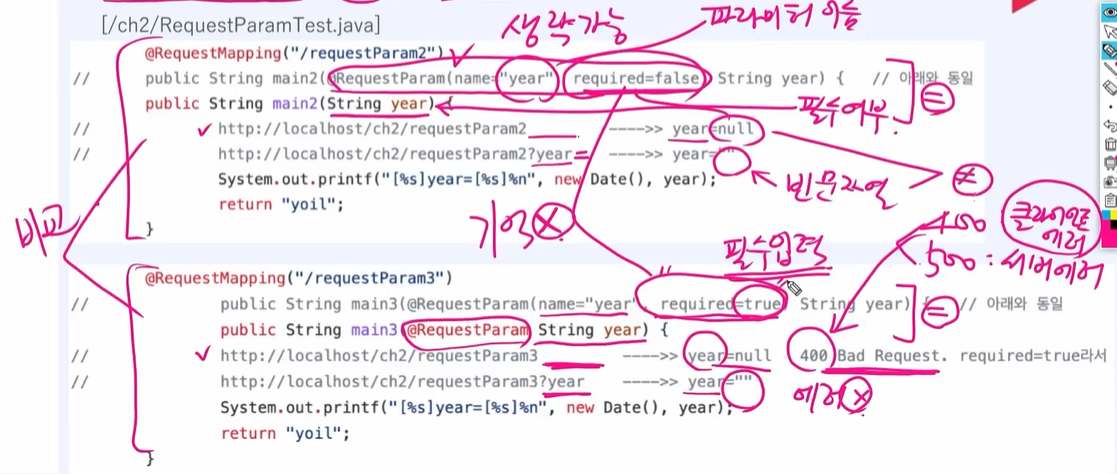 [/ch2/RequestParamTest.java]
생략가능
파라미터 이름
@RequestMapping("/requestParam2")
// public String main2(@RequestParam(name="year", required=false) String year) { // 아래와 동일
public String main2(String year) {
필수여부
=
// http://localhost/ch2/requestParam2 ---->> year=null
// http://localhost/ch2/requestParam2?year= ---->> year=""
빈문자열
≠
System.out.printf("[%s]year=[%s]%n", new Date(), year);
return "yoil";
}
비교
기억X
400 클라이언트 에러
500 : 서버에러
필수입력
@RequestMapping("/requestParam3")
// public String main3(@RequestParam(name="year", required=true) String year) { // 아래와 동일
public String main3(@RequestParam String year) {
=
// http://localhost/ch2/requestParam3 ---->> year=null 400 Bad Request. required=true라서
// http://localhost/ch2/requestParam3?year ---->> year=""
에러X
System.out.printf("[%s]year=[%s]%n", new Date(), year);
return "yoil";
}